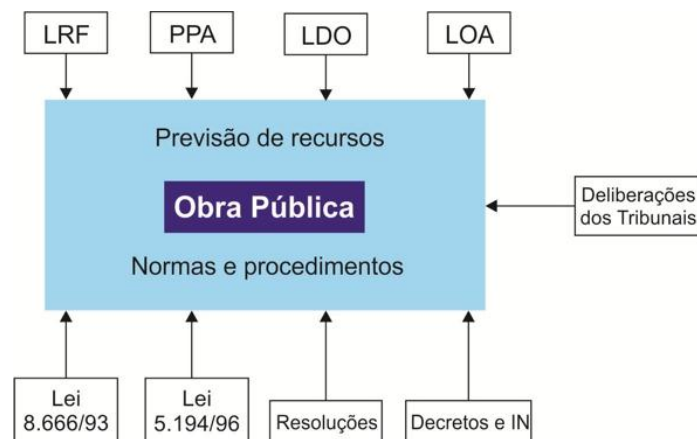 LRF
PPA
LDO
LOA
Previsão de recursos
Obra Pública
Normas e procedimentos
Deliberações
dos Tribunais
Lei
8.666/93
Lei
5.194/96
Resoluções
Decretos e IN